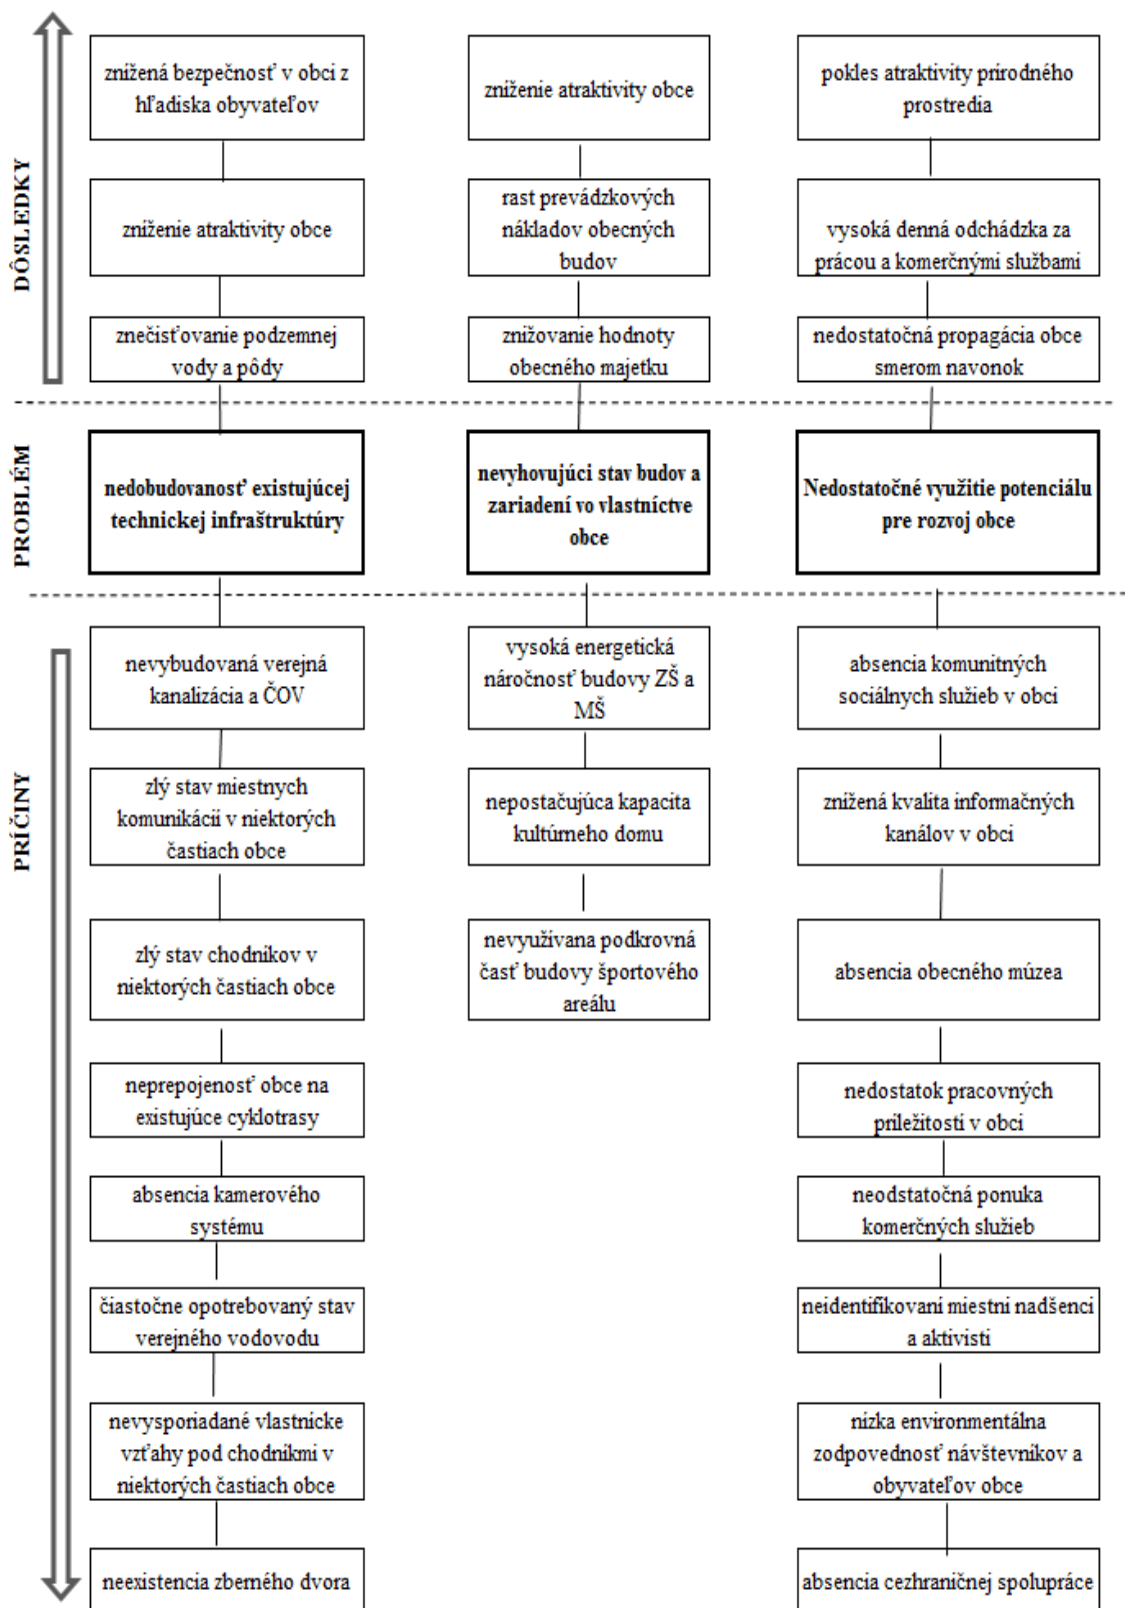 DÔSLEDKY
znížená bezpečnosť v obci z
hľadiska obyvateľov
zníženie atraktivity obce
znečisťovanie podzemnej
vody a pôdy
zníženie atraktivity obce
rast prevádzkových
nákladov obecných
budov
znižovanie hodnoty
obecného majetku
pokles atraktivity prírodného
prostredia
vysoká denná odchádzka za
prácou a komerčnými službami
nedostatočná propagácia obce
smerom navonok
PROBLÉM
nedobudovanosť existujúcej
technickej infraštruktúry
nevyhovujúci stav budov a
zariadení vo vlastníctve
obce
Nedostatočné využitie potenciálu
pre rozvoj obce
PRÍČINY
nevybudovaná verejná
kanalizácia a ČOV
zlý stav miestnych
komunikácii v niektorých
častiach obce
zlý stav chodníkov v
niektorých častiach obce
neprepojenosť obce na
existujúce cyklotrasy
absencia kamerového
systému
čiastočne opotrebovaný stav
verejného vodovodu
nevysporiadané vlastnícke
vzťahy pod chodníkmi v
niektorých častiach obce
neexistencia zberného dvora
vysoká energetická
náročnosť budovy ZŠ a
MŠ
nepostačujúca kapacita
kultúrneho domu
nevyužívana podkrovná
časť budovy športového
areálu
absencia komunitných
sociálnych služieb v obci
znížená kvalita informačných
kanálov v obci
absencia obecného múzea
nedostatok pracovných
príležitostí v obci
neodstatočná ponuka
komerčných služieb
neidentifikovaní miestni nadšenci
a aktivisti
nízka environmentálna
zodpovednosť návštevníkov a
obyvateľov obce
absencia cezhraničnej spolupráce